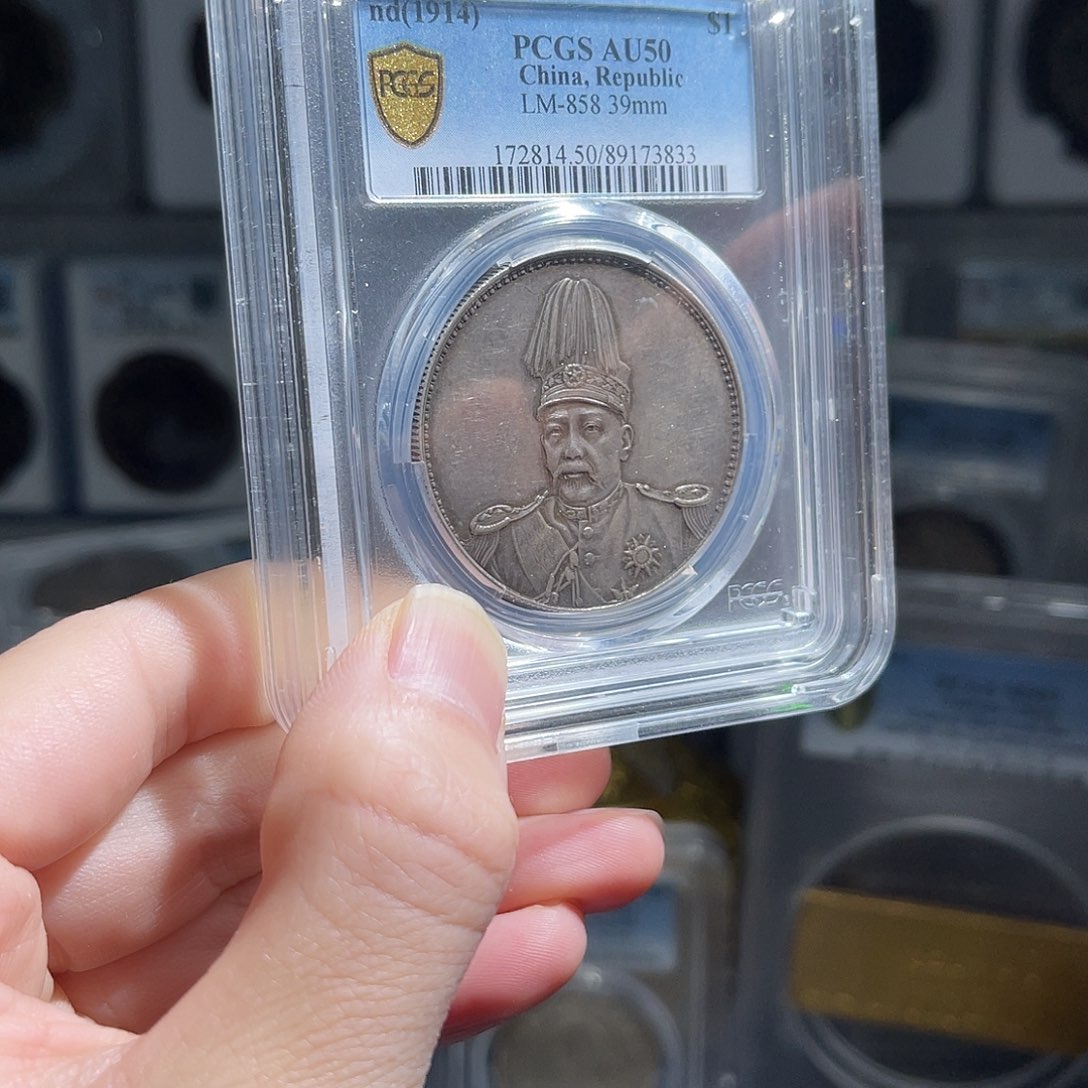 nd(1914) $1
PCGS AU50
China, Republic
LM-858 39mm
172814.50/89173833
PCGS
PCGS